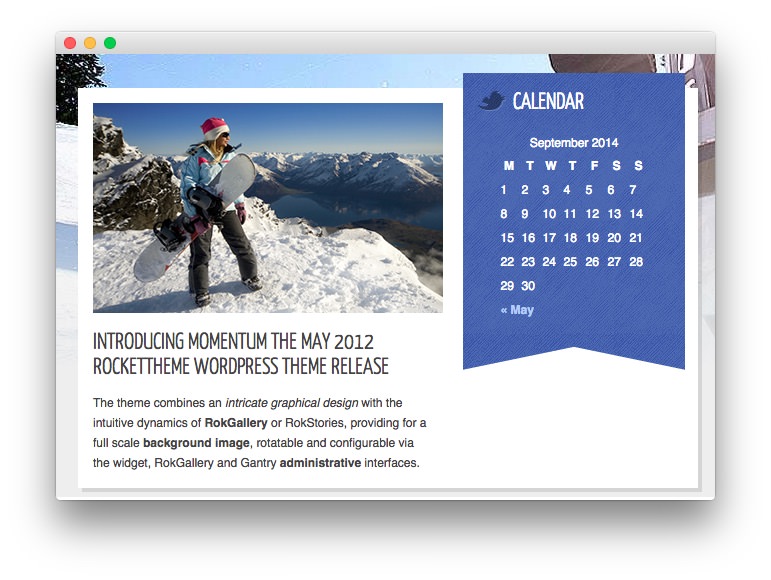 INTRODUCING MOMENTUM THE MAY 2012
ROCKETTHEME WORDPRESS THEME RELEASE
The theme combines an intricate graphical design with the
intuitive dynamics of RokGallery or RokStories, providing for a
full scale background image, rotatable and configurable via
the widget, RokGallery and Gantry administrative interfaces.
CALENDAR
September 2014
M T W T F S S
1 2 3 4 5 6 7
8 9 10 11 12 13 14
15 16 17 18 19 20 21
22 23 24 25 26 27 28
29 30
« May